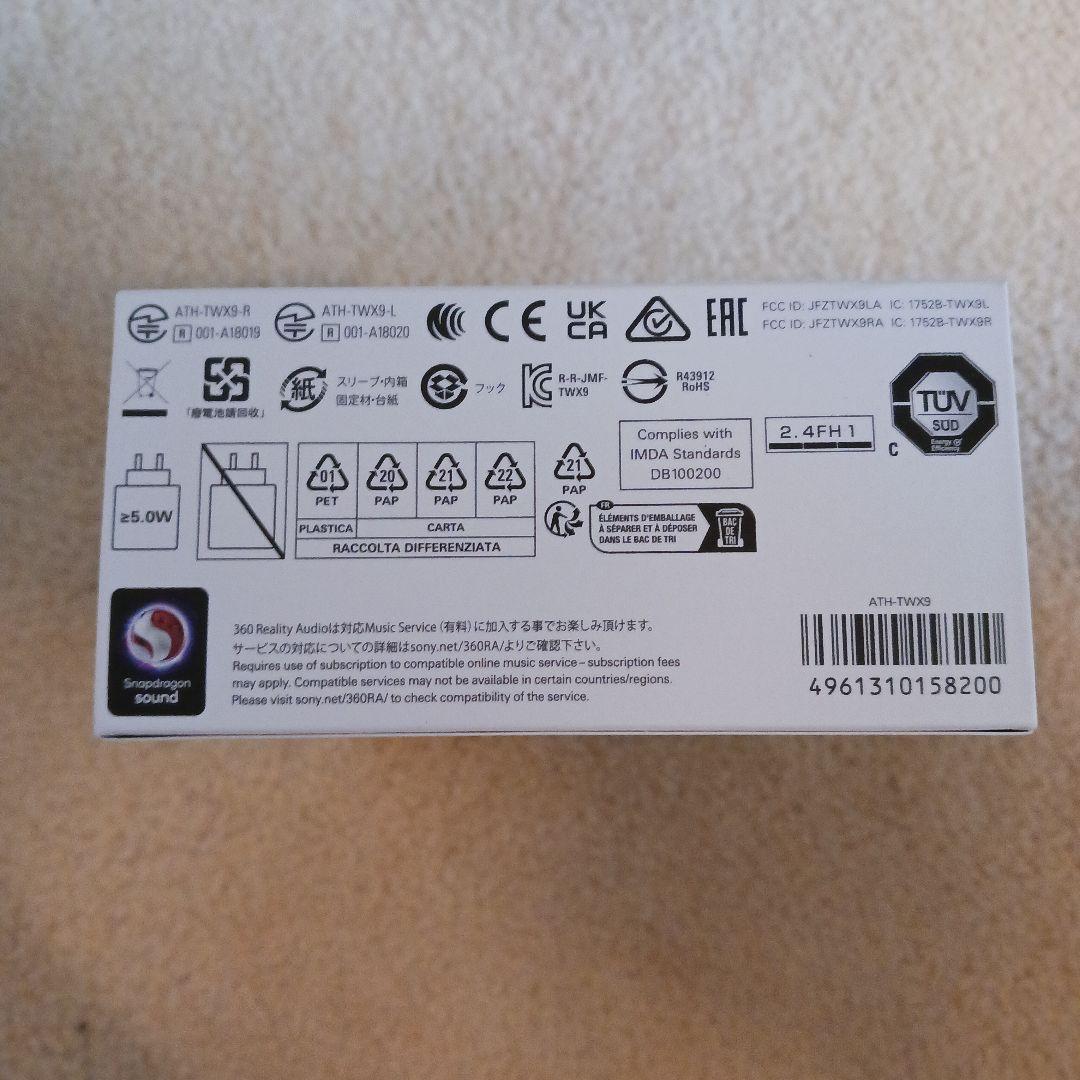 ATH-TWX9-R
R 001-A18019
ATH-TWX9-L
R 001-A18020
CE
UK
CA
EAC
FCC ID: JFZTWX9LA IC: 1752B-TWX9L
FCC ID: JFZTWX9RA IC: 1752B-TWX9R
「廢電池請回收」
紙
スリーブ・内箱
固定材・台紙
フック
R-R-JMF-
TWX9
R43912
RoHS
TÜV
SÜD
Energy
Efficiency
C
≥5.0W
01
PET
20
PAP
21
PAP
22
PAP
PLASTICA
CARTA
RACCOLTA DIFFERENZIATA
21
PAP
Complies with
IMDA Standards
DB100200
2.4FH1
FR
ÉLÉMENTS D'EMBALLAGE
À SÉPARER ET À DÉPOSER
DANS LE BAC DE TRI
BAC
DE
TRI
Snapdragon
sound
360 Reality Audioは対応Music Service (有料)に加入する事でお楽しみ頂けます。
サービスの対応についての詳細はsony.net/360RA/よりご確認下さい。
Requires use of subscription to compatible online music service – subscription fees
may apply. Compatible services may not be available in certain countries/regions.
Please visit sony.net/360RA/ to check compatibility of the service.
ATH-TWX9
4961310158200